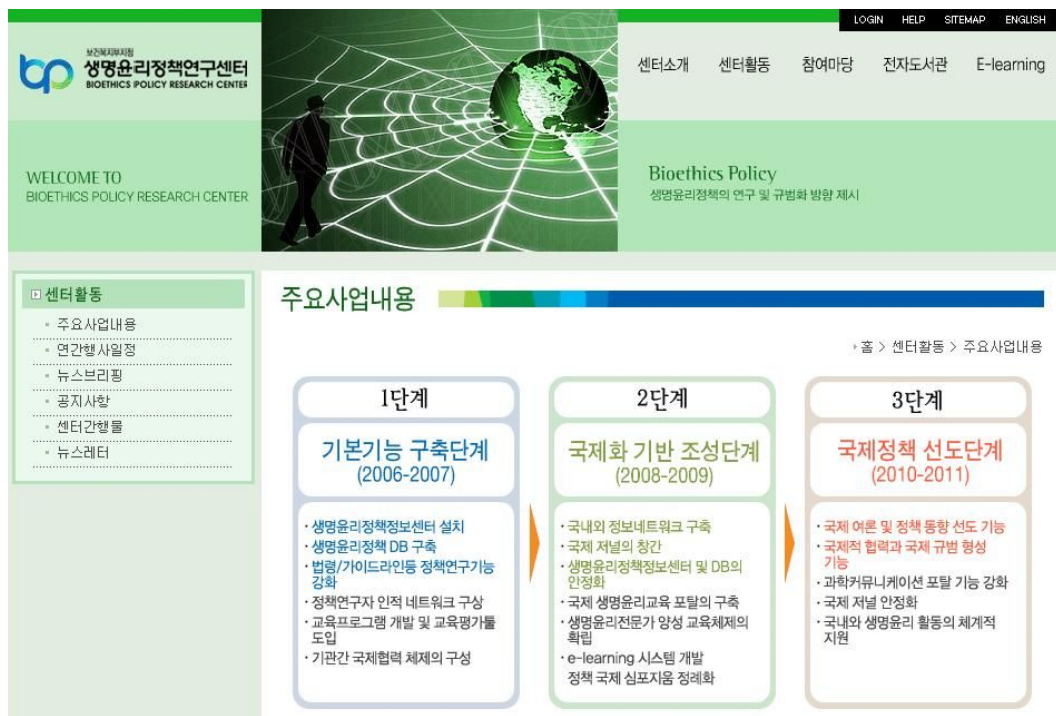 LOGIN HELP SITEMAP ENGLISH
보건복지부지정
생명윤리정책연구센터
BIOETHICS POLICY RESEARCH CENTER
센터소개 센터활동 참여마당 전자도서관 E-learning
WELCOME TO
BIOETHICS POLICY RESEARCH CENTER
Bioethics Policy
생명윤리정책의 연구 및 규범화 방향 제시
센터활동
주요사업내용
연간행사일정
뉴스브리핑
공지사항
센터간행물
뉴스레터
주요사업내용
홈 > 센터활동 > 주요사업내용
1단계
기본기능 구축단계
(2006-2007)
· 생명윤리정책정보센터 설치
· 생명윤리정책 DB 구축
· 법령/가이드라인등 정책연구기능
강화
· 정책연구자 인적 네트워크 구상
· 교육프로그램 개발 및 교육평가툴
도입
· 기관간 국제협력 체제의 구성
2단계
국제화 기반 조성단계
(2008-2009)
· 국내외 정보네트워크 구축
· 국제 저널의 창간
· 생명윤리정책정보센터 및 DB의
안정화
· 국제 생명윤리교육 포탈의 구축
· 생명윤리전문가 양성 교육체제의
확립
· e-learning 시스템 개발
정책 국제 심포지움 정례화
3단계
국제정책 선도단계
(2010-2011)
· 국제 여론 및 정책 동향 선도 기능
· 국제적 협력과 국제 규범 형성
기능
· 과학커뮤니케이션 포탈 기능 강화
· 국제 저널 안정화
· 국내외 생명윤리 활동의 체계적
지원